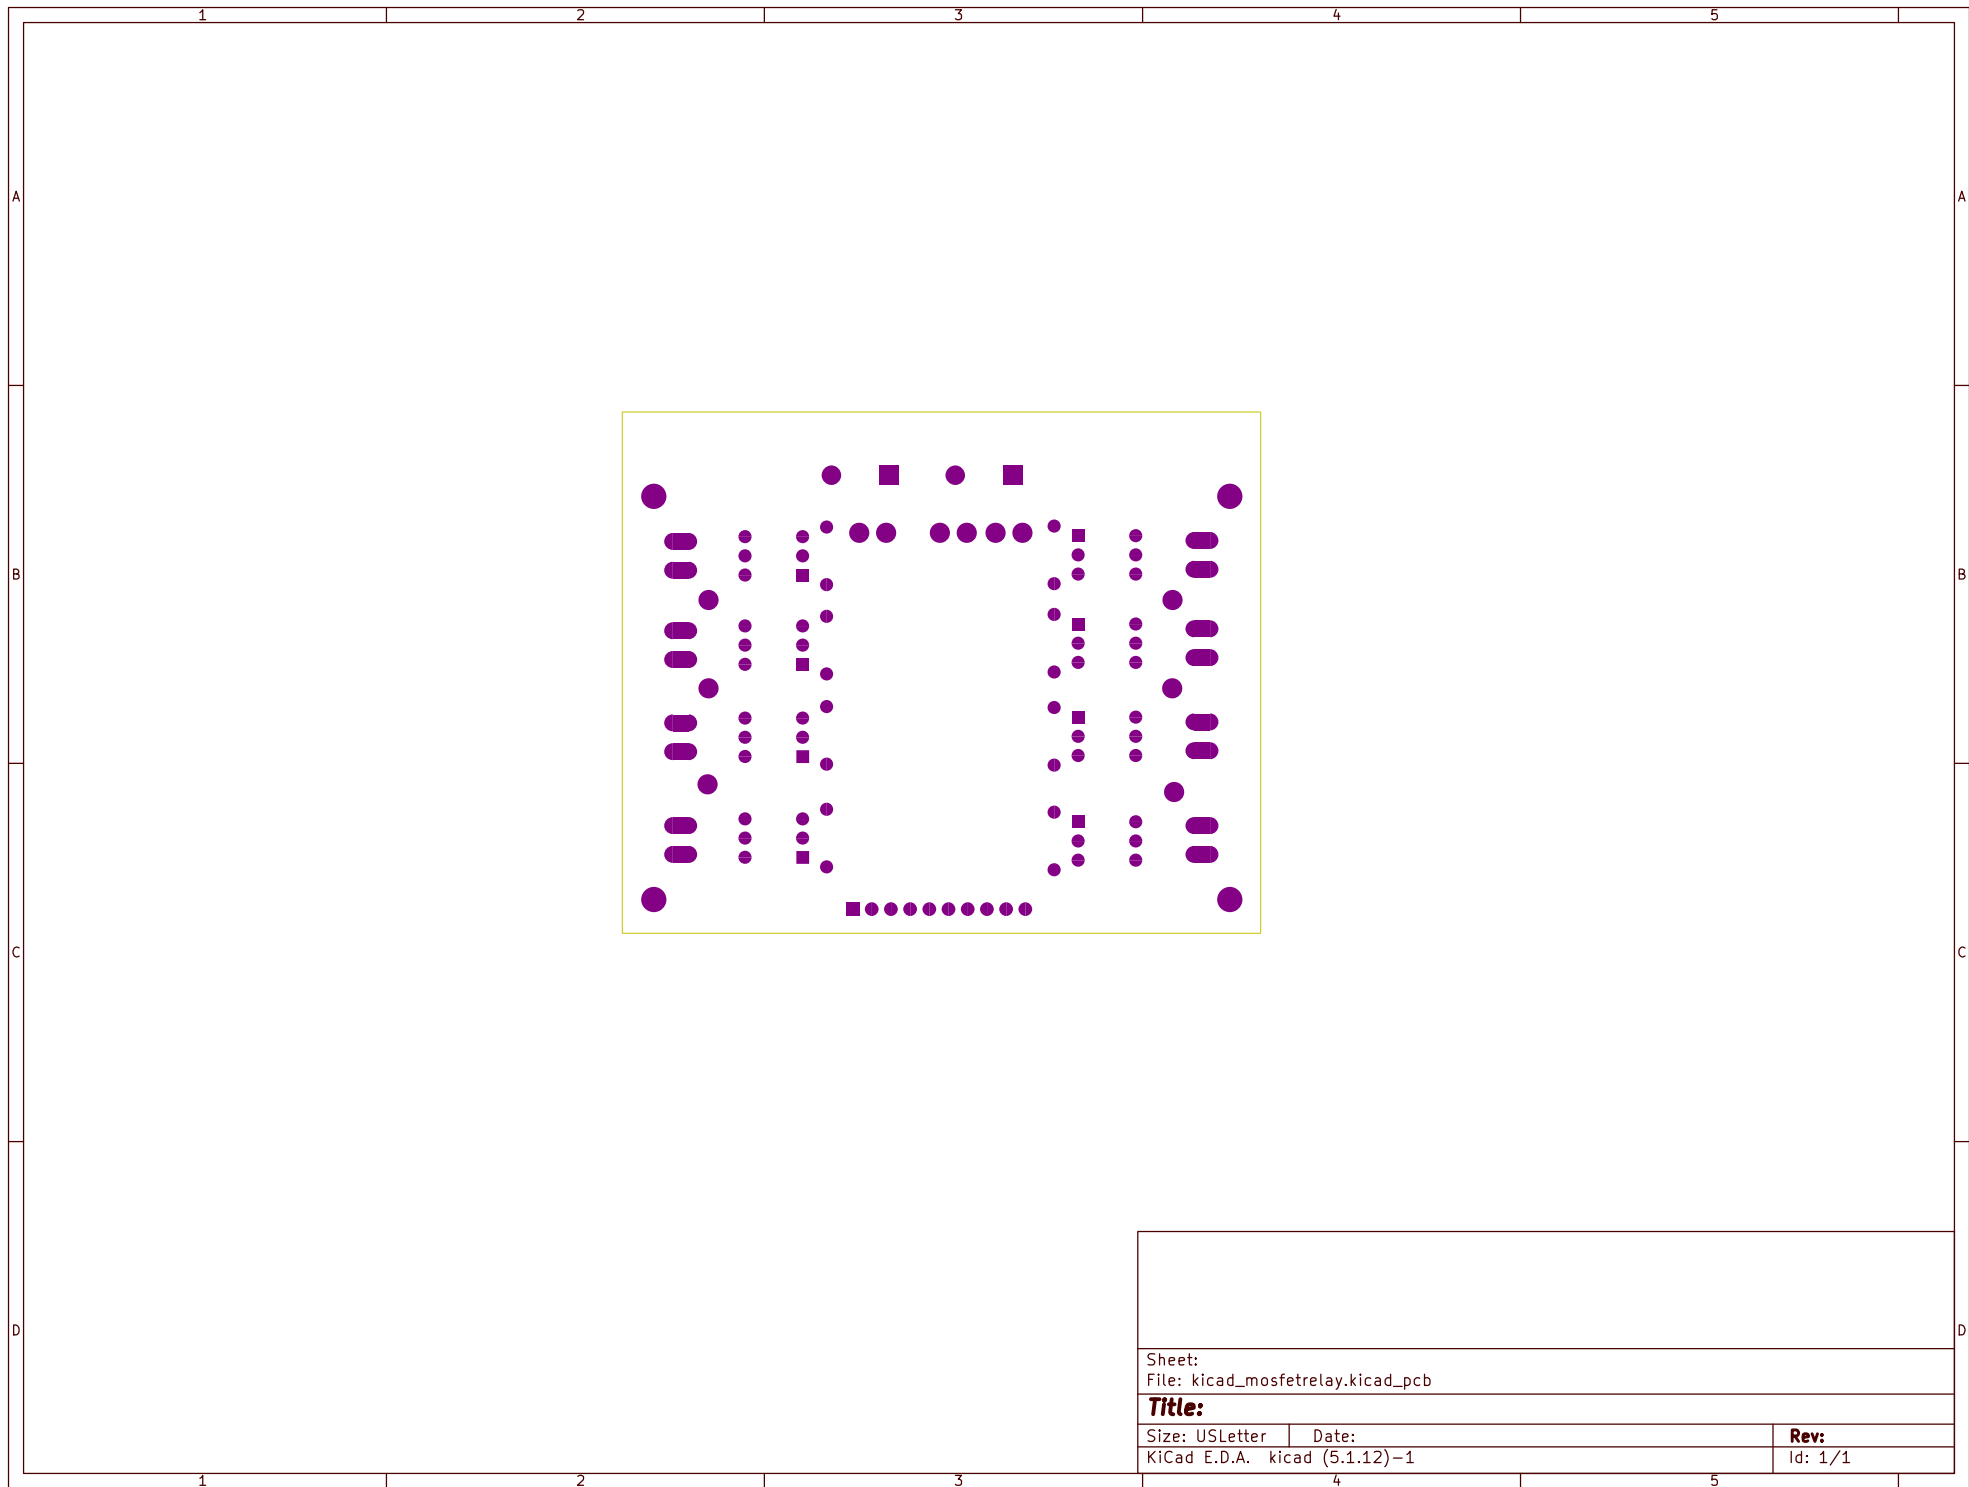 1 2 3 4 5
A A
B B
C C
D D
Sheet:
File: kicad_mosfetrelay.kicad_pcb
Title:
Size: USLetter Date: Rev:
KiCad E.D.A. kicad (5.1.12)-1 Id: 1/1
1 2 3 4 5